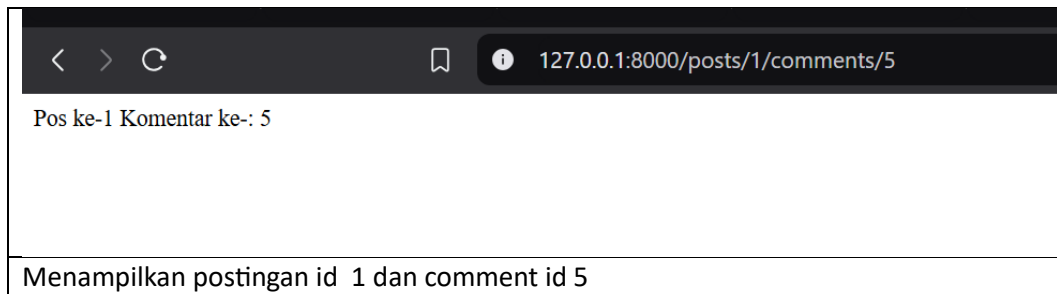 127.0.0.1:8000/posts/1/comments/5
Pos ke-1 Komentar ke-: 5
Menampilkan postingan id  1 dan comment id 5